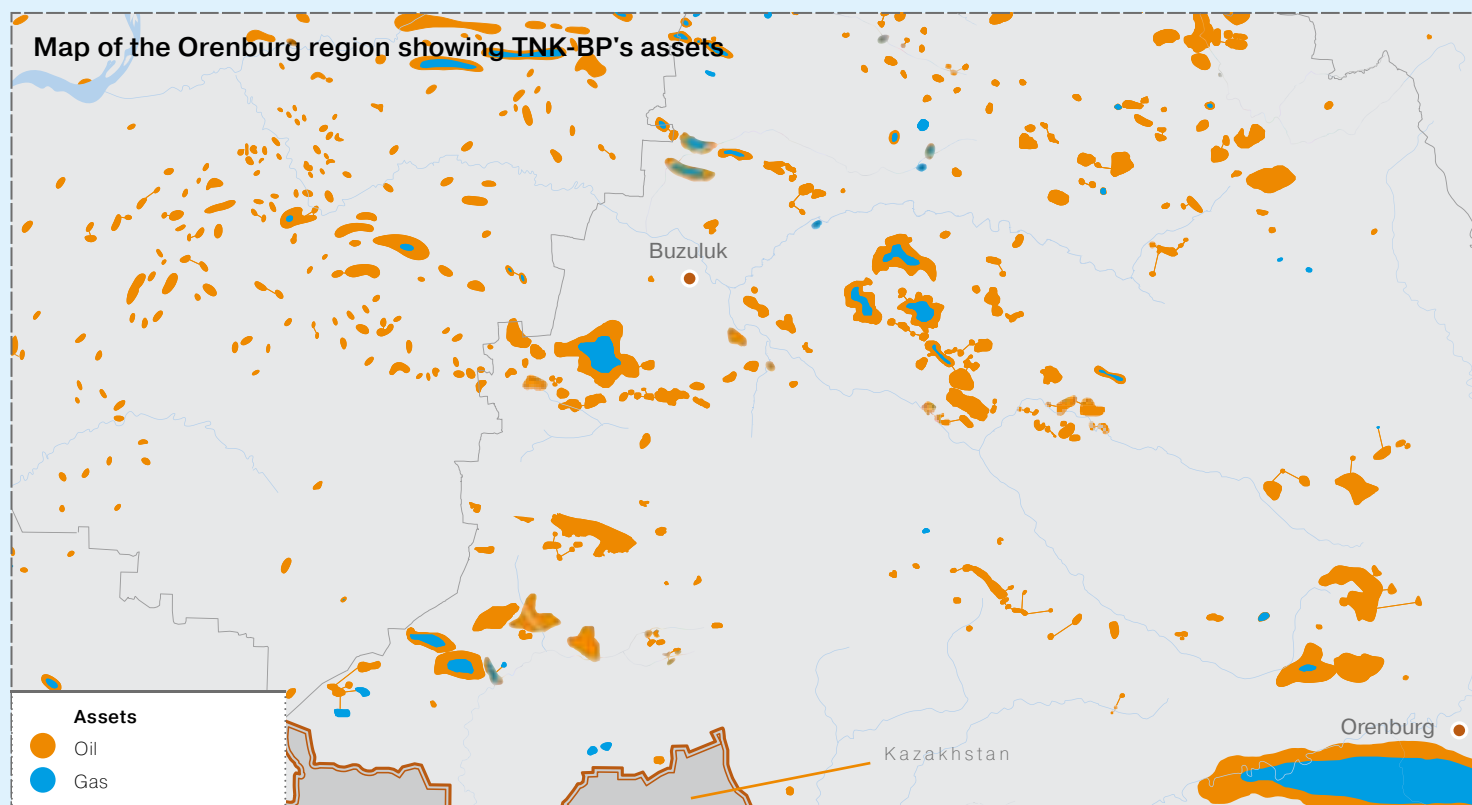 Map of the Orenburg region showing TNK-BP's assets
Buzuluk
Assets
Oil
Gas
Orenburg
Kazakhstan